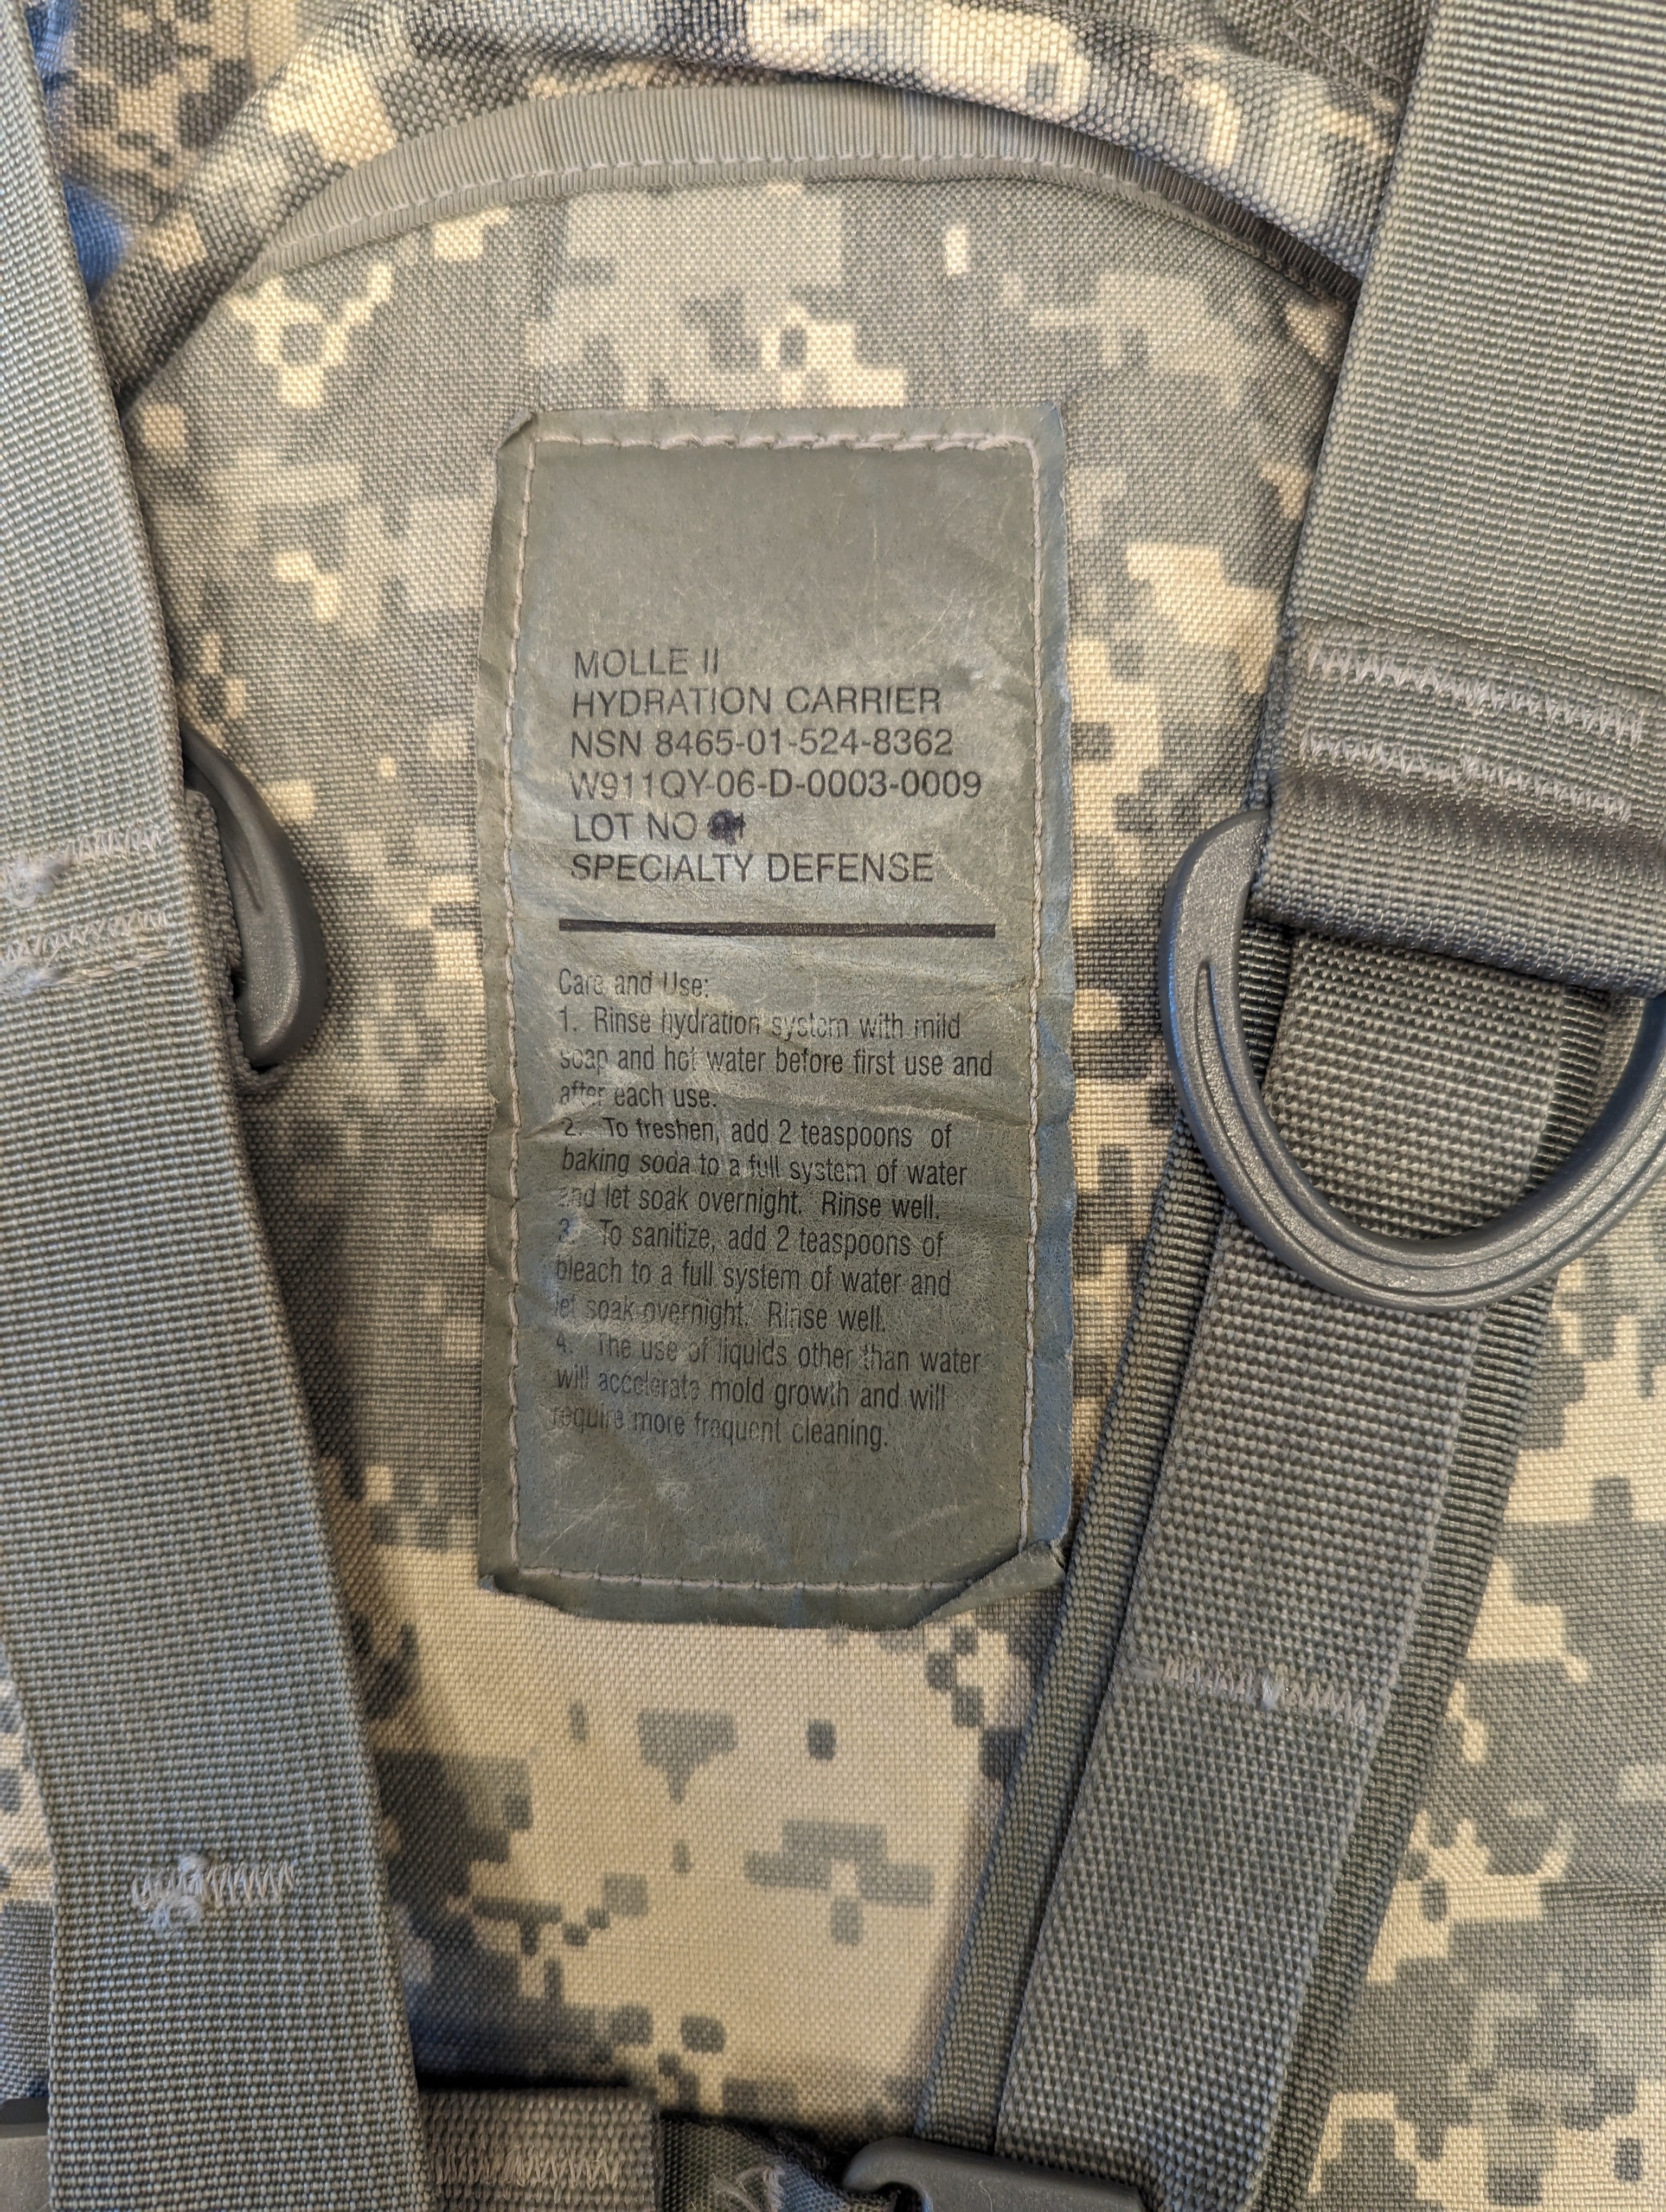 MOLLE II
HYDRATION CARRIER
NSN 8465-01-524-8362
W911QY-06-D-0003-0009
LOT NO
SPECIALTY DEFENSE
Care and Use:
1. Rinse hydration system with mild
soap and hot water before first use and
after each use.
2. To freshen, add 2 teaspoons of
baking soda to a full system of water
and let soak overnight. Rinse well.
3. To sanitize, add 2 teaspoons of
bleach to a full system of water and
let soak overnight. Rinse well.
4. The use of liquids other than water
will accelerate mold growth and will
require more frequent cleaning.